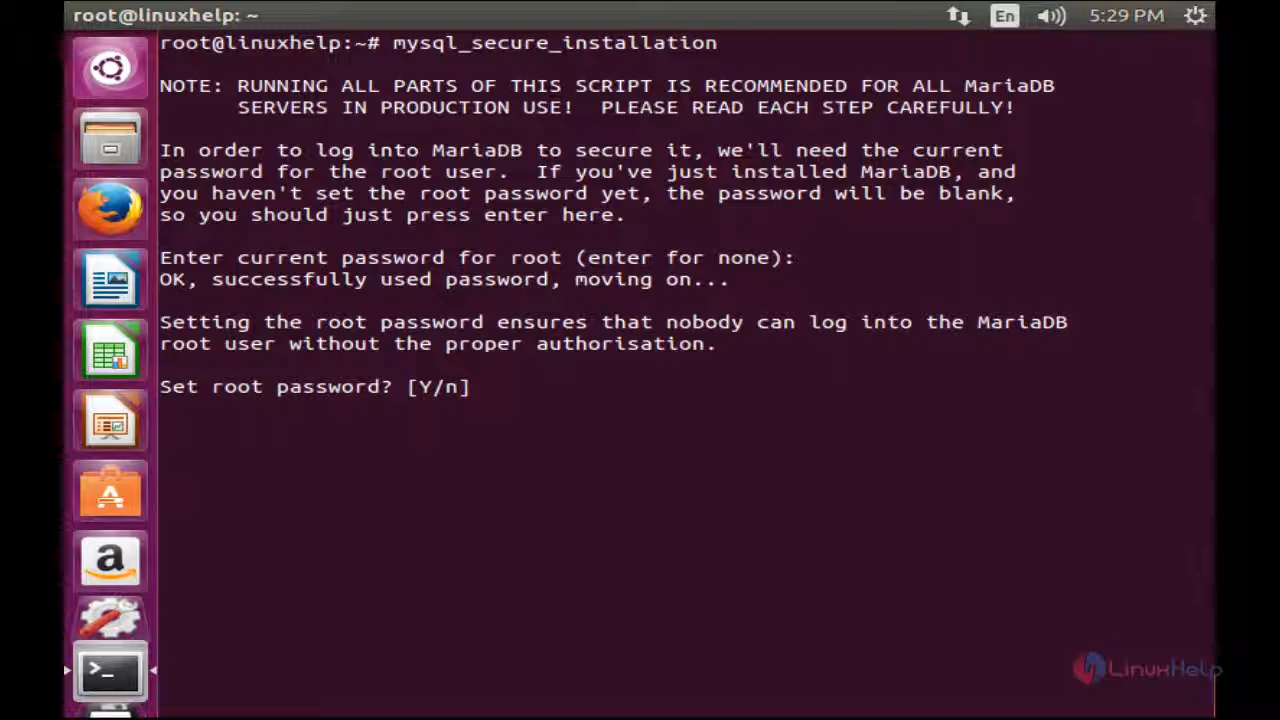 root@linuxhelp: ~
En
5:29 PM
root@linuxhelp:~# mysql_secure_installation
NOTE: RUNNING ALL PARTS OF THIS SCRIPT IS RECOMMENDED FOR ALL MariaDB
SERVERS IN PRODUCTION USE!  PLEASE READ EACH STEP CAREFULLY!
In order to log into MariaDB to secure it, we'll need the current
password for the root user.  If you've just installed MariaDB, and
you haven't set the root password yet, the password will be blank,
so you should just press enter here.
Enter current password for root (enter for none):
OK, successfully used password, moving on...
Setting the root password ensures that nobody can log into the MariaDB
root user without the proper authorisation.
Set root password? [Y/n]
a
>_
LinuxHelp